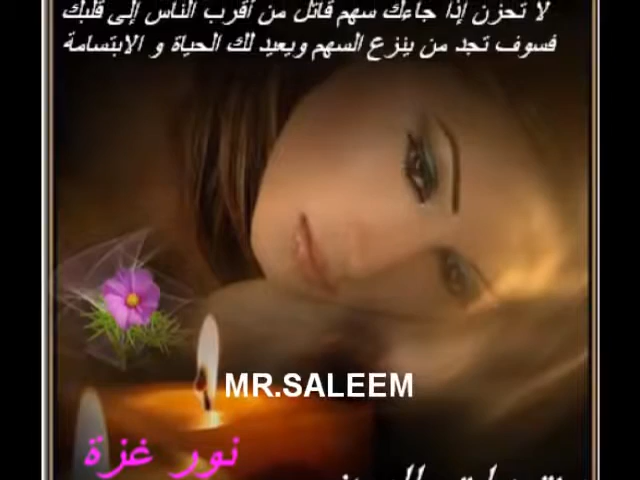 لا تحزن إذا جاءك سهم قاتل من أقرب الناس إلى قلبك
فسوف تجد من ينزع السهم ويعيد لك الحياة و الابتسامة
MR.SALEEM
نور غزة